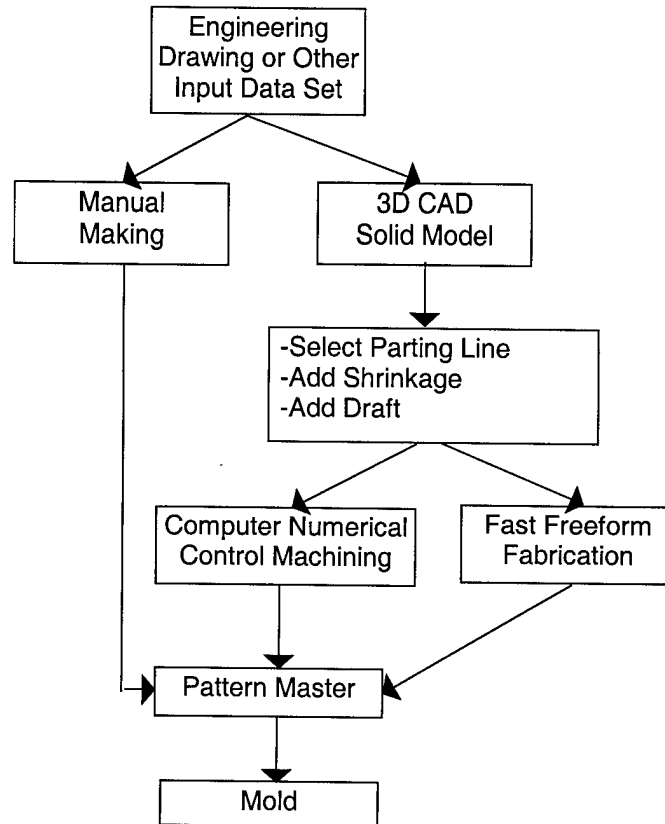 Engineering
Drawing or Other
Input Data Set
Manual
Making
3D CAD
Solid Model
-Select Parting Line
-Add Shrinkage
-Add Draft
Computer Numerical
Control Machining
Fast Freeform
Fabrication
Pattern Master
Mold